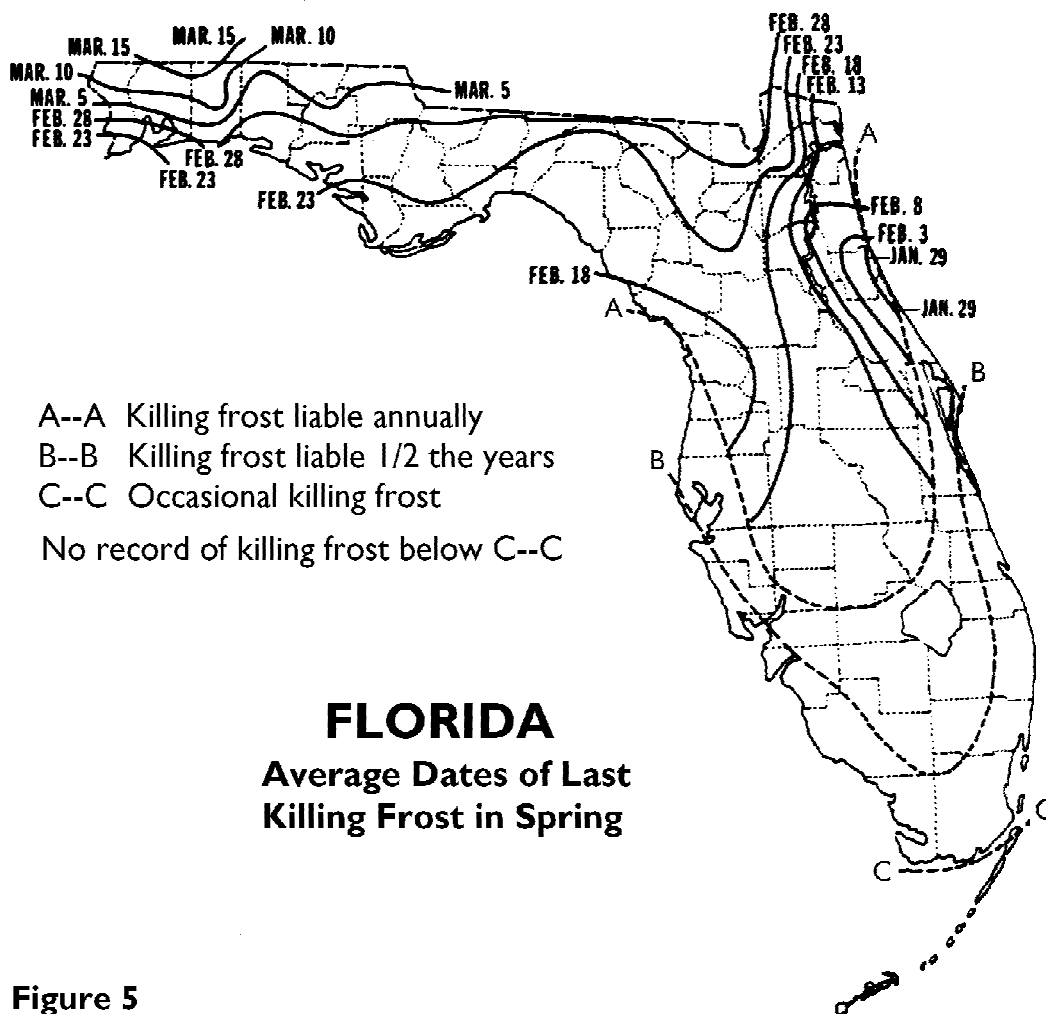 FEB. 28
FEB. 23
FEB. 18
FEB. 13
MAR. 15
MAR. 15
MAR. 10
MAR. 10
MAR. 5
MAR. 5
FEB. 28
FEB. 23
FEB. 28
FEB. 23
FEB. 23
A
FEB. 8
FEB. 3
JAN. 29
FEB. 18
A
JAN. 29
B
A--A Killing frost liable annually
B--B Killing frost liable 1/2 the years
B
C--C Occasional killing frost
No record of killing frost below C--C
FLORIDA
Average Dates of Last
Killing Frost in Spring
C
C
Figure 5